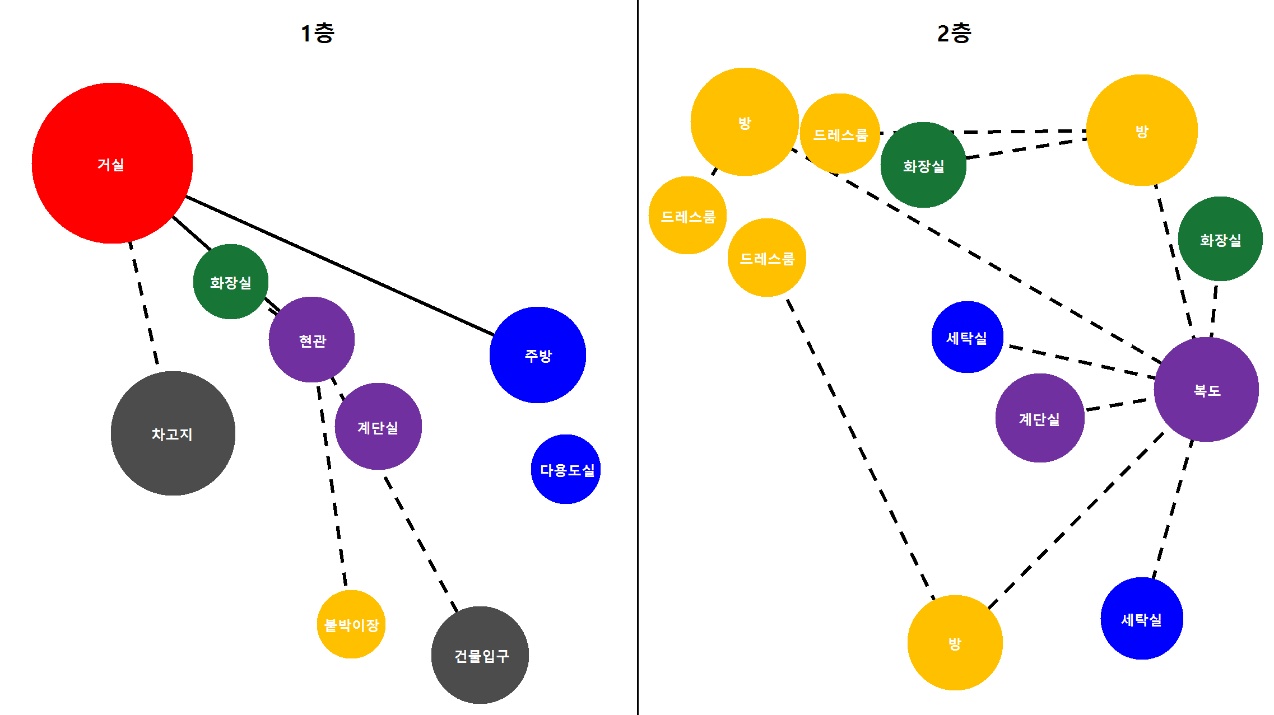 1층
거실
화장실
현관
주방
계단실
차고지
다용도실
붙박이장
건물입구
2층
방
드레스룸
화장실
방
드레스룸
드레스룸
화장실
세탁실
복도
계단실
세탁실
방